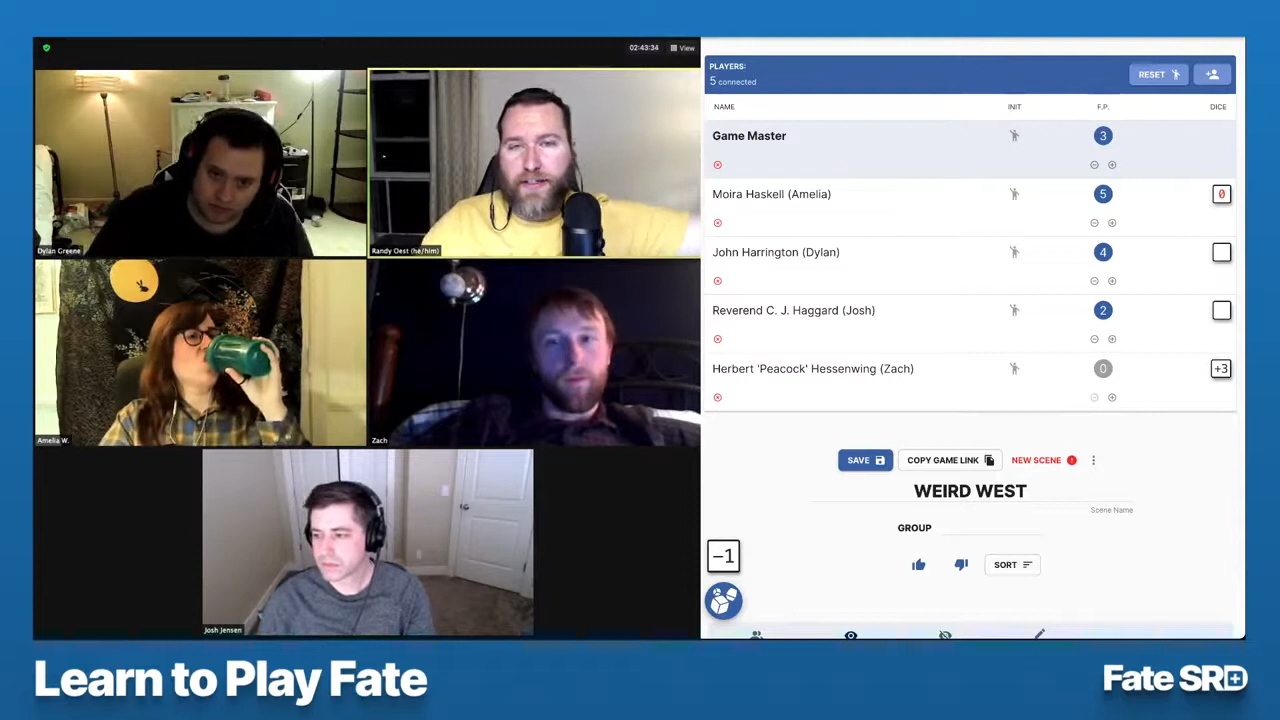 02:43:34
View
Dylan Greene
Randy Oest (he/him)
Amelia W.
Zach
Josh Jensen
PLAYERS:
5 connected
RESET
NAME INIT F.P. DICE
Game Master 3
Moira Haskell (Amelia) 5 0
John Harrington (Dylan) 4
Reverend C. J. Haggard (Josh) 2
Herbert 'Peacock' Hessenwing (Zach) 0 +3
SAVE COPY GAME LINK NEW SCENE
WEIRD WEST
Scene Name
GROUP
SORT
−1
Learn to Play Fate
Fate SRD